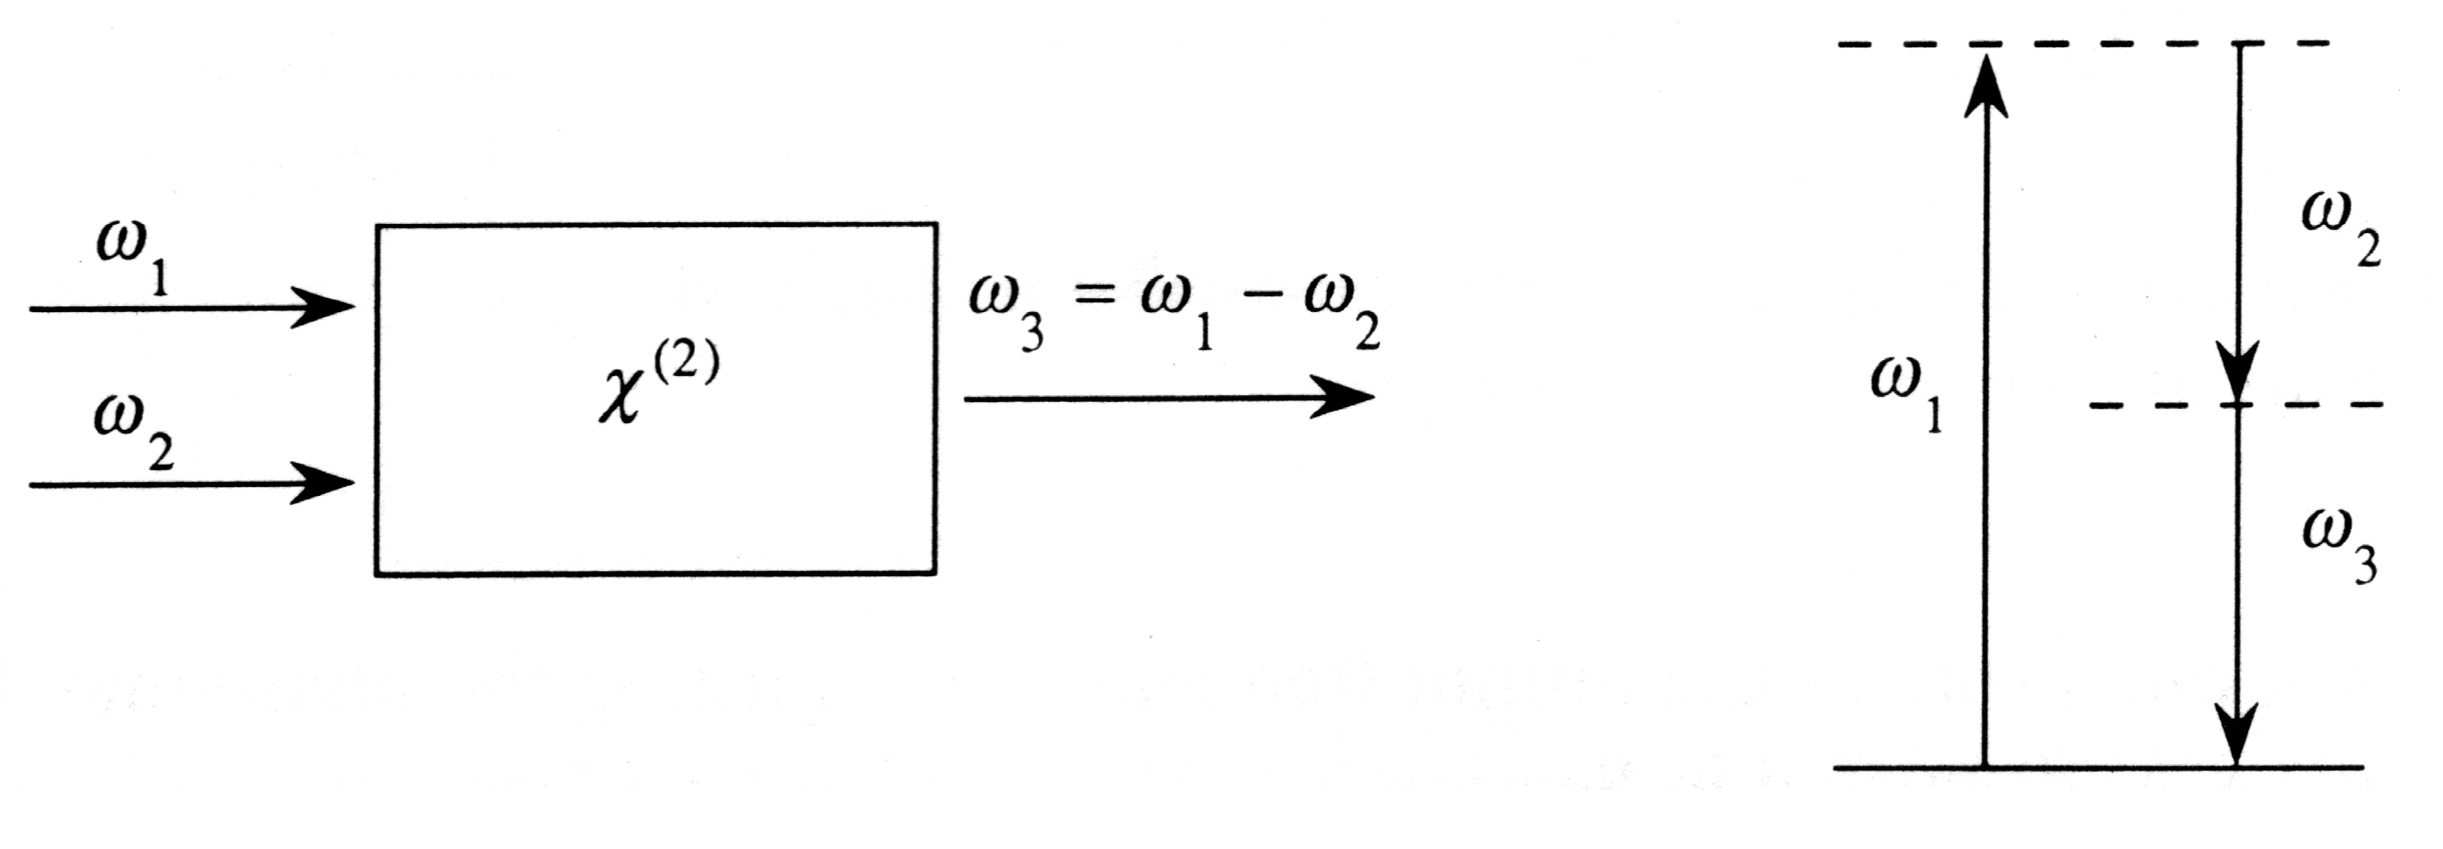 ω₁
ω₂
χ⁽²⁾
ω₃ = ω₁ − ω₂
ω₁
ω₂
ω₃